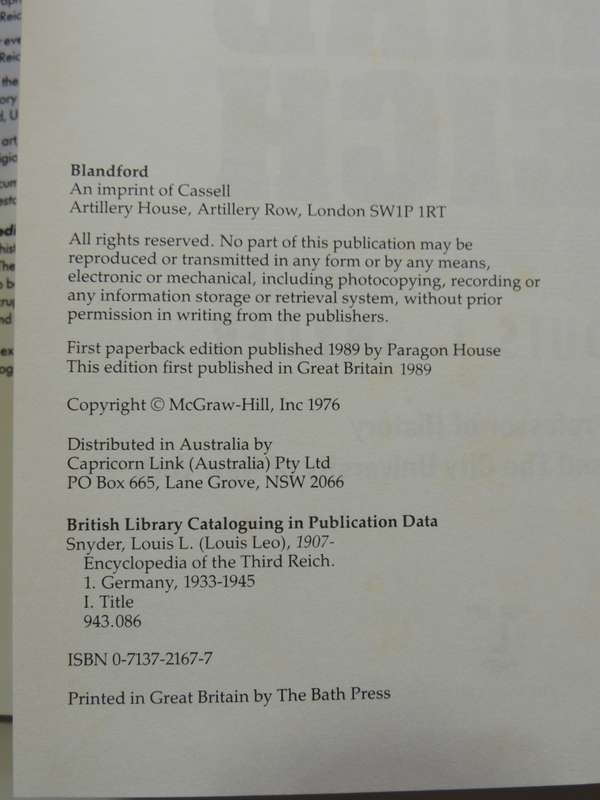 Blandford
An imprint of Cassell
Artillery House, Artillery Row, London SW1P 1RT
All rights reserved. No part of this publication may be
reproduced or transmitted in any form or by any means,
electronic or mechanical, including photocopying, recording or
any information storage or retrieval system, without prior
permission in writing from the publishers.
First paperback edition published 1989 by Paragon House
This edition first published in Great Britain 1989
Copyright © McGraw-Hill, Inc 1976
Distributed in Australia by
Capricorn Link (Australia) Pty Ltd
PO Box 665, Lane Grove, NSW 2066
British Library Cataloguing in Publication Data
Snyder, Louis L. (Louis Leo), 1907-
Encyclopedia of the Third Reich.
1. Germany, 1933-1945
I. Title
943.086
ISBN 0-7137-2167-7
Printed in Great Britain by The Bath Press